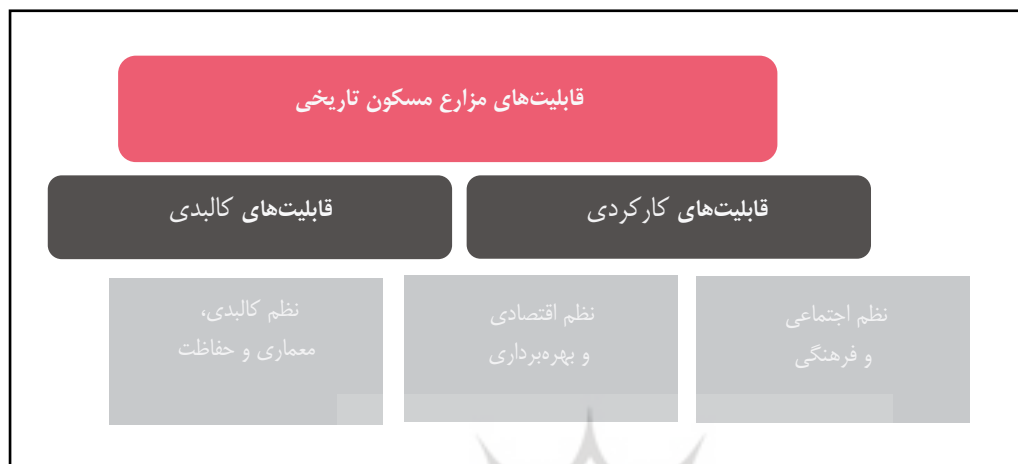 قابلیت‌های مزارع مسکون تاریخی
قابلیت‌های کارکردی
قابلیت‌های کالبدی
نظم اجتماعی
و فرهنگی
نظم اقتصادی
و بهره‌برداری
نظم کالبدی،
معماری و حفاظت